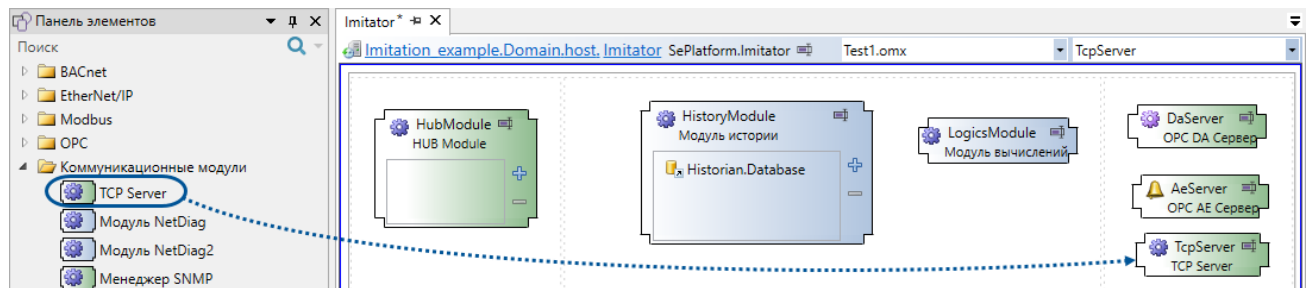 Панель элементов
Поиск
BACnet
EtherNet/IP
Modbus
OPC
Коммуникационные модули
TCP Server
Модуль NetDiag
Модуль NetDiag2
Менеджер SNMP
Imitator*
Imitation_example.Domain.host. Imitator SePlatform.Imitator Test1.omx TcpServer
HubModule
HUB Module
HistoryModule
Модуль истории
Historian.Database
LogicsModule
Модуль вычислений
DaServer
OPC DA Сервер
AeServer
OPC AE Сервер
TcpServer
TCP Server